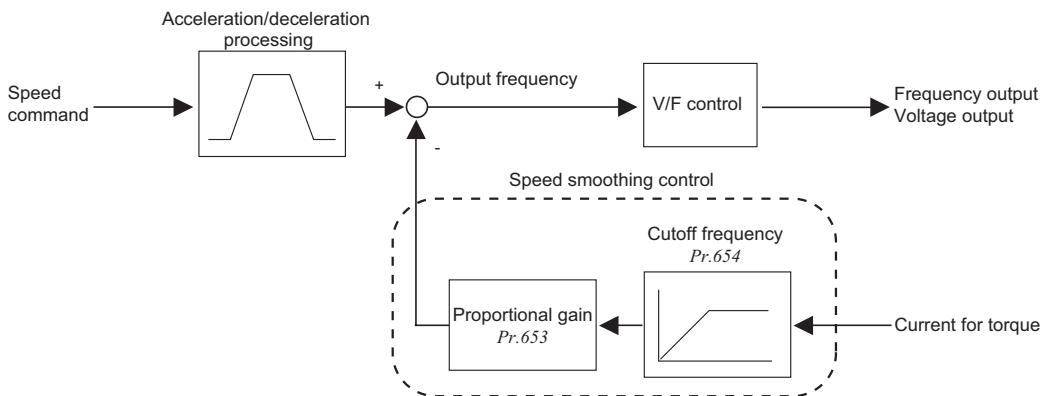 Acceleration/deceleration
processing
Speed
command
+
Output frequency
V/F control
Frequency output
Voltage output
-
Speed smoothing control
Cutoff frequency
Pr.654
Proportional gain
Pr.653
Current for torque